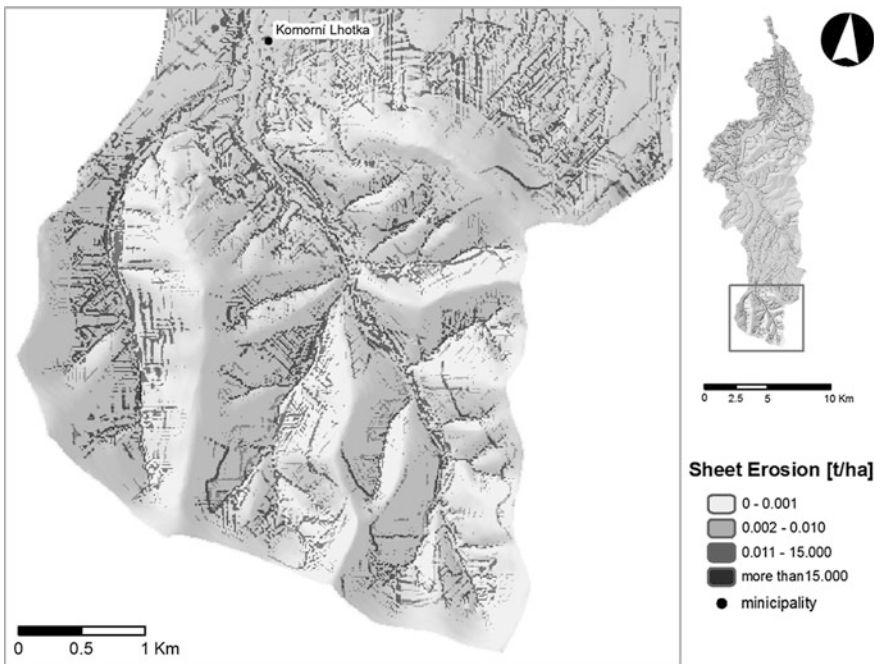 Komorní Lhotka
0 0.5 1 Km
0 2.5 5 10 Km
Sheet Erosion [t/ha]
0 - 0.001
0.002 - 0.010
0.011 - 15.000
more than15.000
minicipality